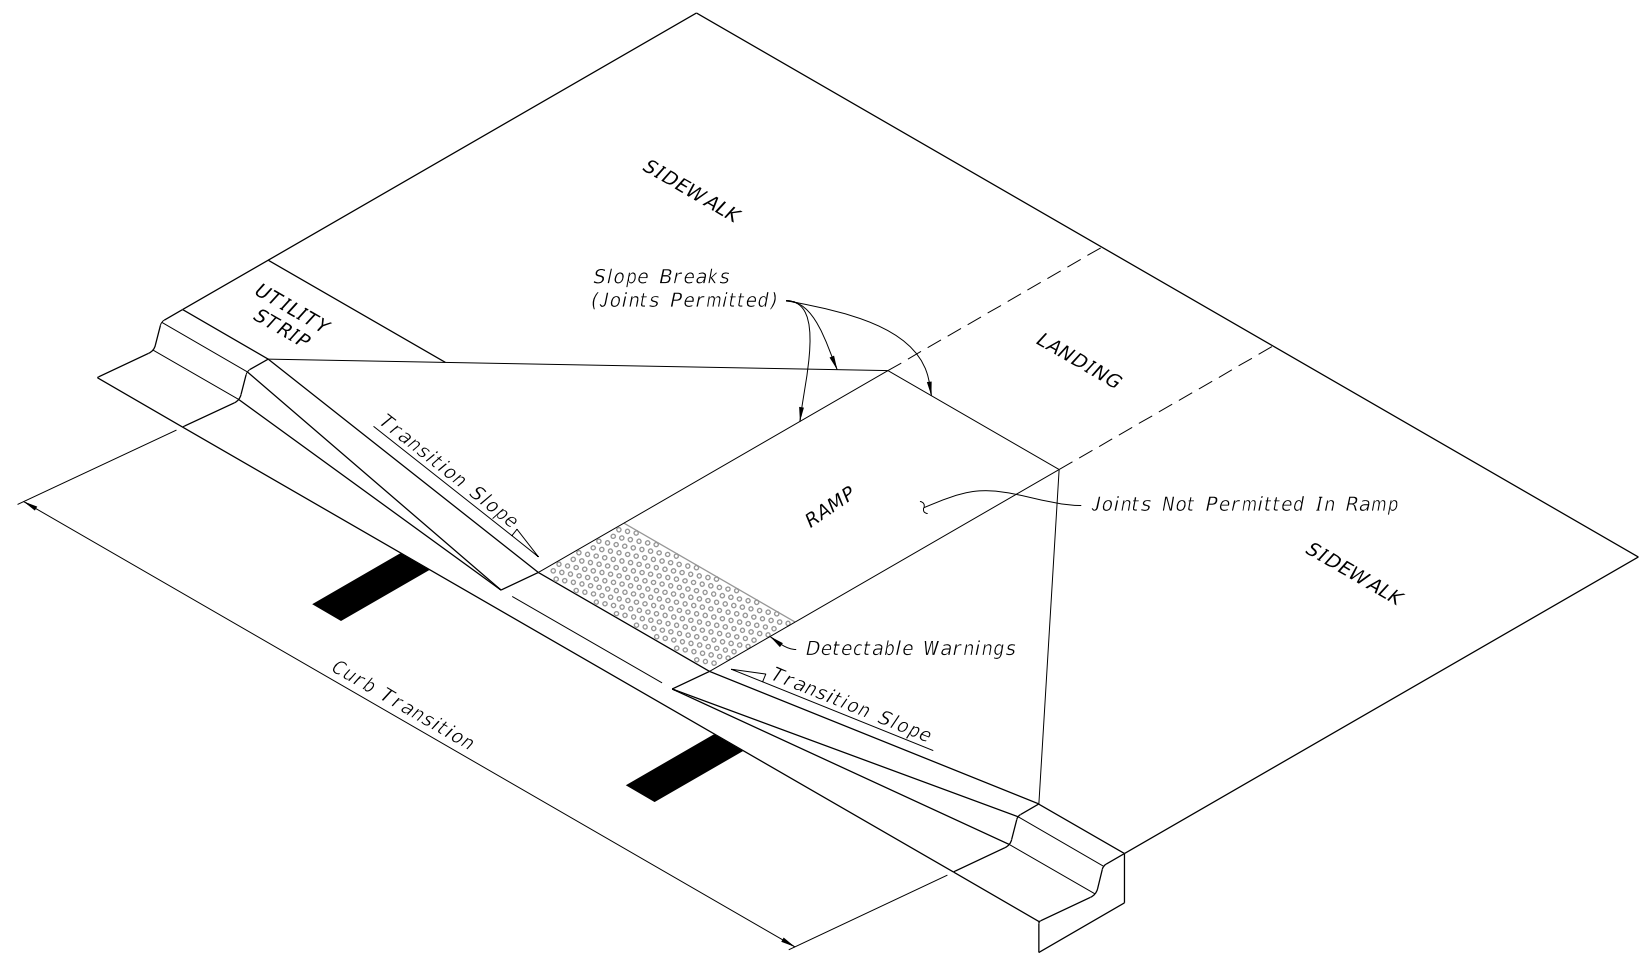 SIDEWALK
UTILITY
STRIP
Slope Breaks
(Joints Permitted)
LANDING
Transition Slope
RAMP
Joints Not Permitted In Ramp
SIDEWALK
Detectable Warnings
Transition Slope
Curb Transition